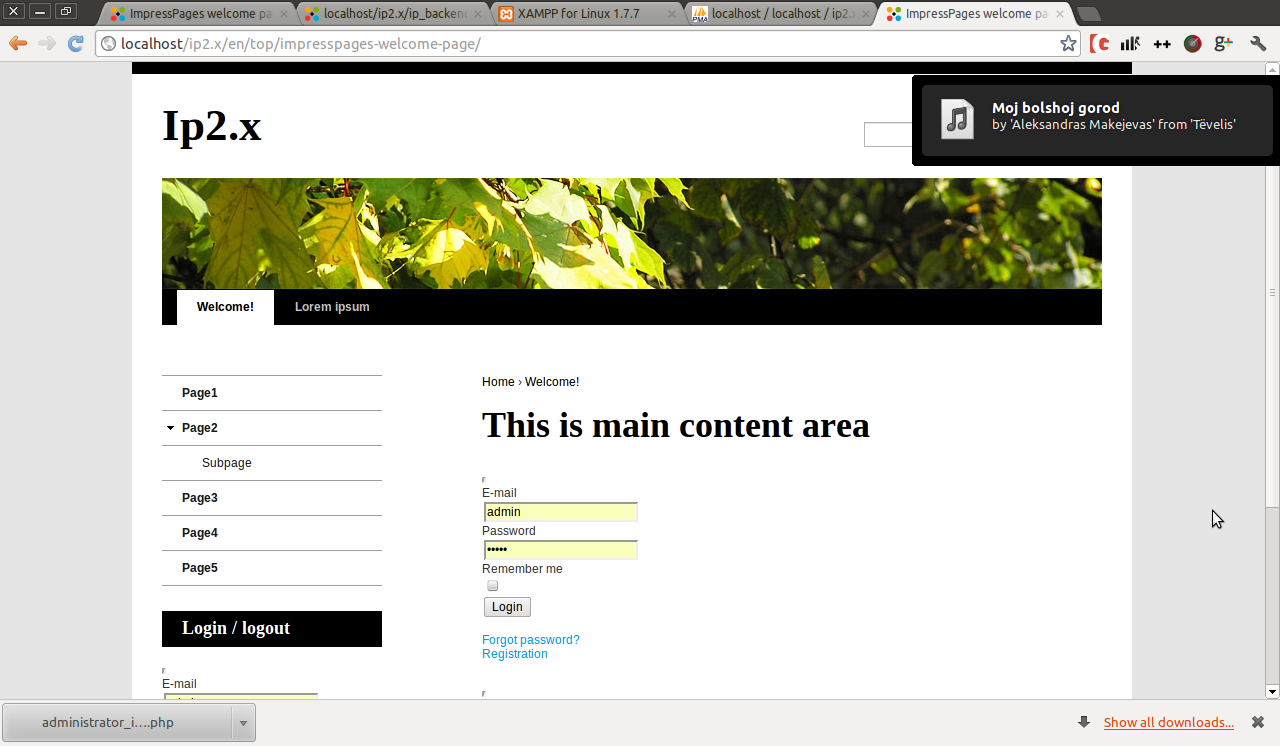 ImpressPages welcome pa
localhost/ip2.x/ip_backen
XAMPP for Linux 1.7.7
PMA
localhost / localhost / ip2.
ImpressPages welcome pa
localhost/ip2.x/en/top/impresspages-welcome-page/
Ip2.x
Moj bolshoj gorod
by 'Aleksandras Makejevas' from 'Tëvelis'
Welcome!
Lorem ipsum
Page1
Page2
Subpage
Page3
Page4
Page5
Login / logout
E-mail
Home › Welcome!
This is main content area
E-mail
admin
Password
•••••
Remember me
Login
Forgot password?
Registration
administrator_i....php
Show all downloads...